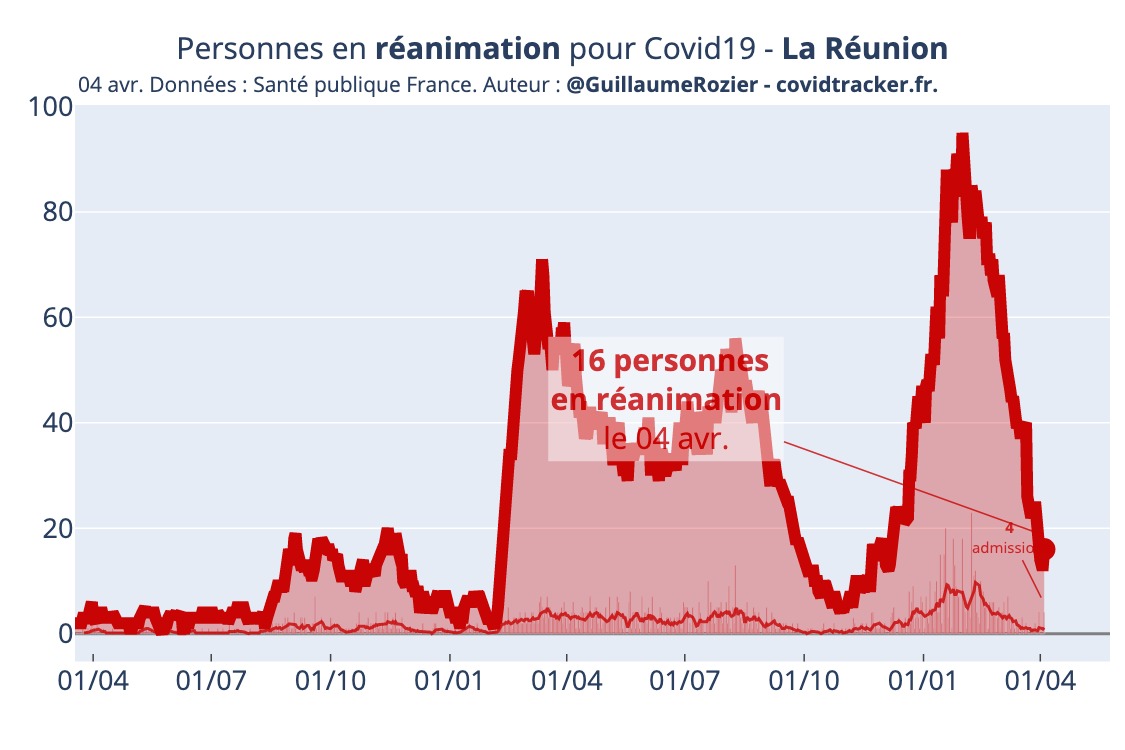 Personnes en réanimation pour Covid19 - La Réunion
04 avr. Données : Santé publique France. Auteur : @GuillaumeRozier - covidtracker.fr.
100
80
60
40
20
0
16 personnes
en réanimation
le 04 avr.
4
admissio
01/04
01/07
01/10
01/01
01/04
01/07
01/10
01/01
01/04